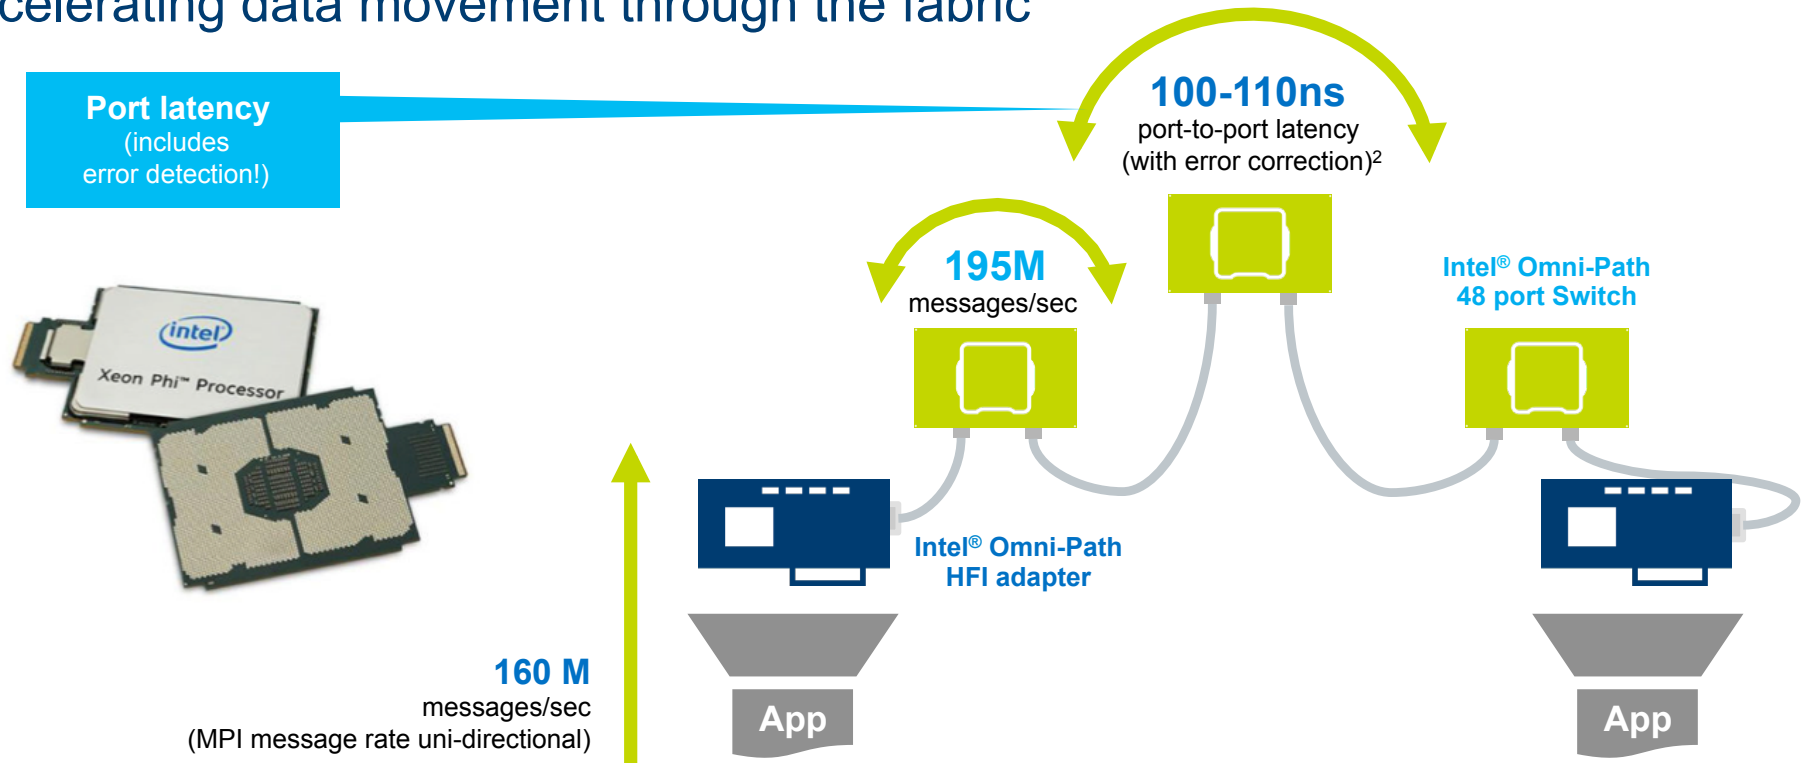 celerating data movement through the fabric
Port latency
(includes
error detection!)
100-110ns
port-to-port latency
(with error correction)²
195M
messages/sec
Intel® Omni-Path
48 port Switch
intel
Xeon Phi™ Processor
Intel® Omni-Path
HFI adapter
160 M
messages/sec
(MPI message rate uni-directional)
App
App